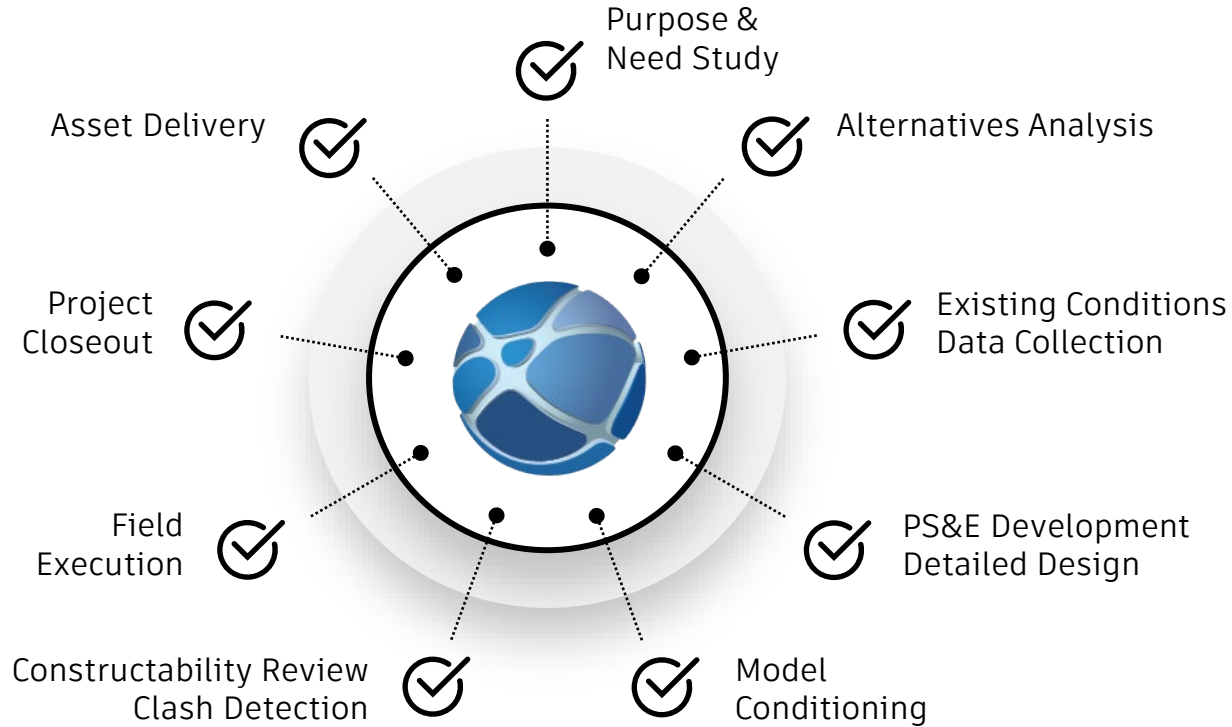 Purpose &
Need Study
Alternatives Analysis
Existing Conditions
Data Collection
PS&E Development
Detailed Design
Model
Conditioning
Constructability Review
Clash Detection
Field
Execution
Project
Closeout
Asset Delivery